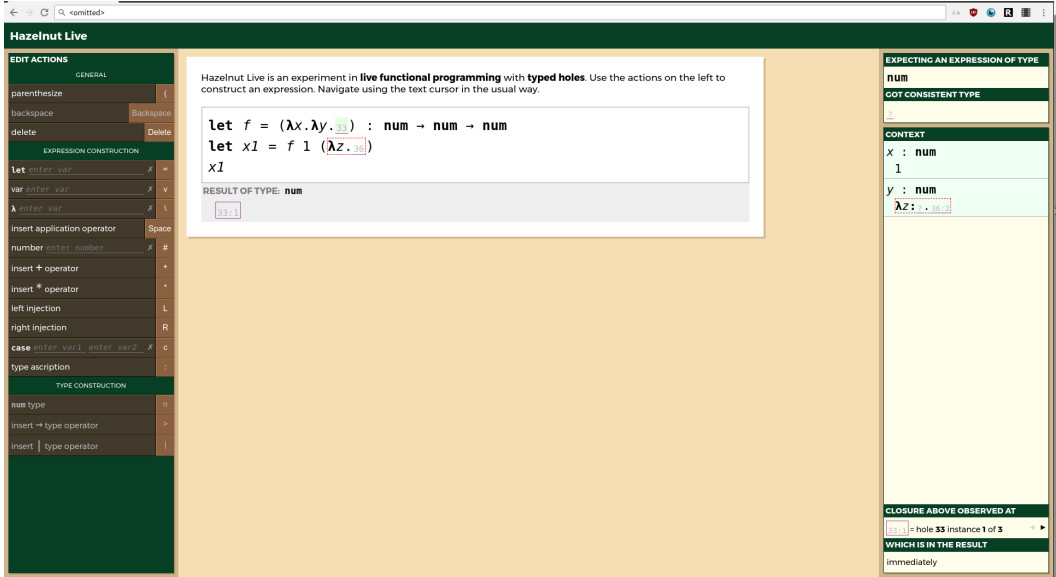 <omitted>
Hazelnut Live
EDIT ACTIONS
GENERAL
parenthesize (
backspace Backspace
delete Delete
EXPRESSION CONSTRUCTION
let enter var ✗ =
var enter var ✗ v
λ enter var ✗ \
insert application operator Space
number enter number ✗ #
insert + operator +
insert * operator *
left injection L
right injection R
case enter var1 enter var2 ✗ c
type ascription :
TYPE CONSTRUCTION
num type n
insert → type operator >
insert | type operator |
Hazelnut Live is an experiment in live functional programming with typed holes. Use the actions on the left to
construct an expression. Navigate using the text cursor in the usual way.
let f = (λx.λy.33) : num → num → num
let x1 = f 1 (λz.36)
x1
RESULT OF TYPE: num
33:1
EXPECTING AN EXPRESSION OF TYPE
num
GOT CONSISTENT TYPE
?
CONTEXT
x : num
1
y : num
λz:?.36:2
CLOSURE ABOVE OBSERVED AT
33:1 = hole 33 instance 1 of 3 ◄ ►
WHICH IS IN THE RESULT
immediately